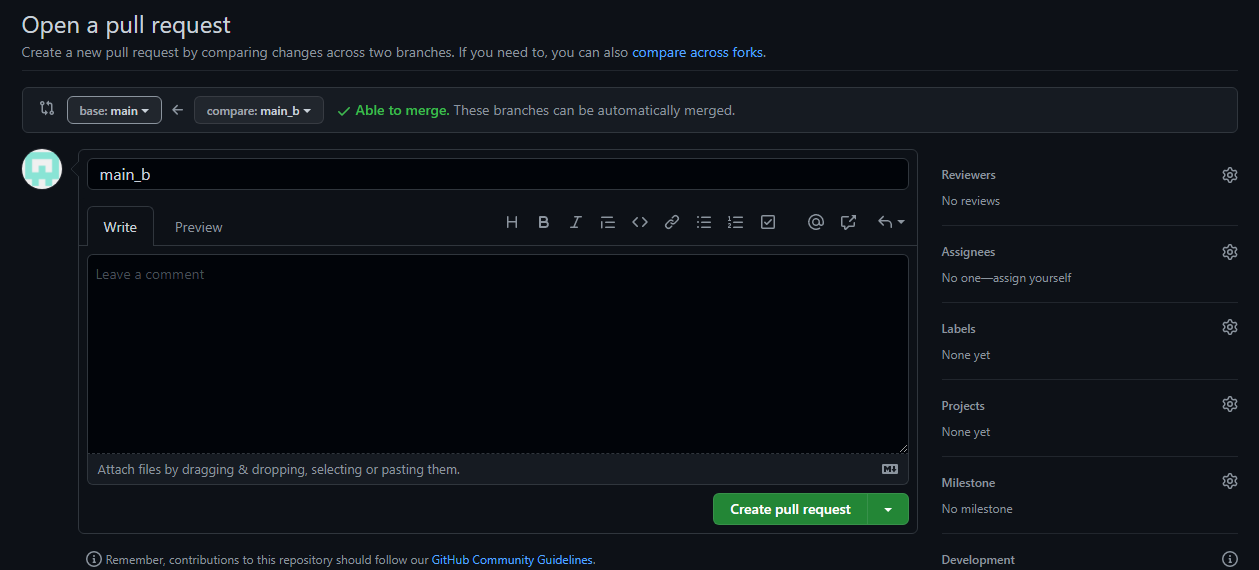 Open a pull request
Create a new pull request by comparing changes across two branches. If you need to, you can also compare across forks.
base: main
compare: main_b
Able to merge. These branches can be automatically merged.
main_b
Reviewers
No reviews
Write
Preview
Assignees
No one—assign yourself
Leave a comment
Labels
None yet
Projects
None yet
Attach files by dragging & dropping, selecting or pasting them.
Milestone
No milestone
Create pull request
Remember, contributions to this repository should follow our GitHub Community Guidelines.
Development